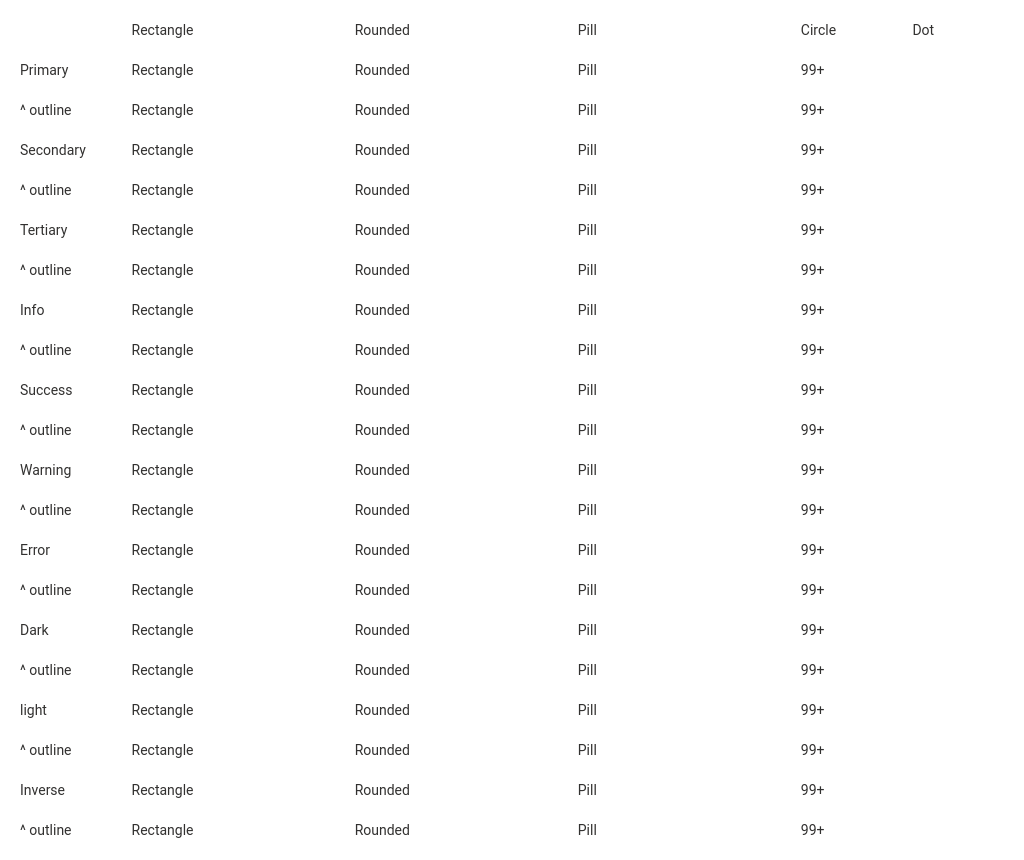 Rectangle Rounded Pill Circle Dot
Primary Rectangle Rounded Pill 99+
^ outline Rectangle Rounded Pill 99+
Secondary Rectangle Rounded Pill 99+
^ outline Rectangle Rounded Pill 99+
Tertiary Rectangle Rounded Pill 99+
^ outline Rectangle Rounded Pill 99+
Info Rectangle Rounded Pill 99+
^ outline Rectangle Rounded Pill 99+
Success Rectangle Rounded Pill 99+
^ outline Rectangle Rounded Pill 99+
Warning Rectangle Rounded Pill 99+
^ outline Rectangle Rounded Pill 99+
Error Rectangle Rounded Pill 99+
^ outline Rectangle Rounded Pill 99+
Dark Rectangle Rounded Pill 99+
^ outline Rectangle Rounded Pill 99+
light Rectangle Rounded Pill 99+
^ outline Rectangle Rounded Pill 99+
Inverse Rectangle Rounded Pill 99+
^ outline Rectangle Rounded Pill 99+